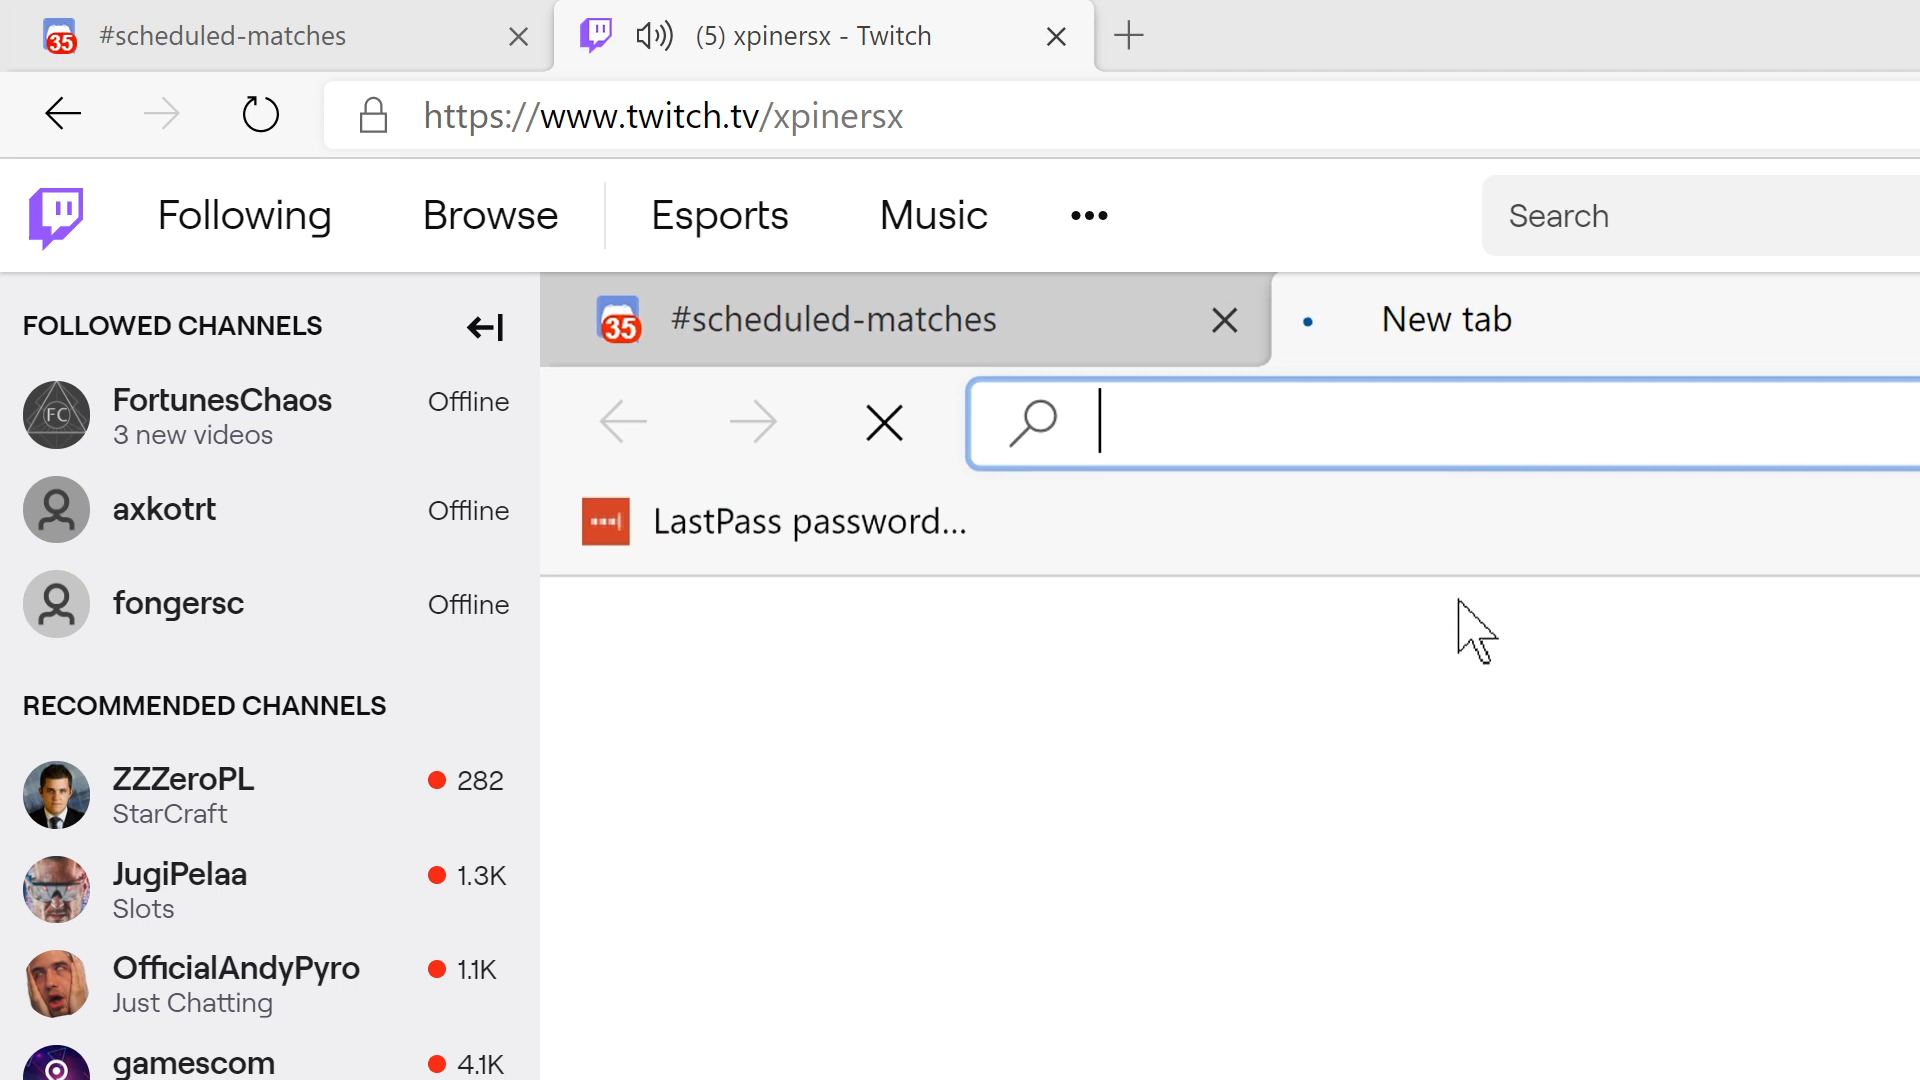 35 #scheduled-matches
(5) xpinersx - Twitch
https://www.twitch.tv/xpinersx
Following Browse Esports Music ••• Search
FOLLOWED CHANNELS
FC FortunesChaos Offline
3 new videos
axkotrt Offline
fongersc Offline
RECOMMENDED CHANNELS
ZZZeroPL 282
StarCraft
JugiPelaa 1.3K
Slots
OfficialAndyPyro 1.1K
Just Chatting
gamescom 4.1K
35 #scheduled-matches
New tab
LastPass password...